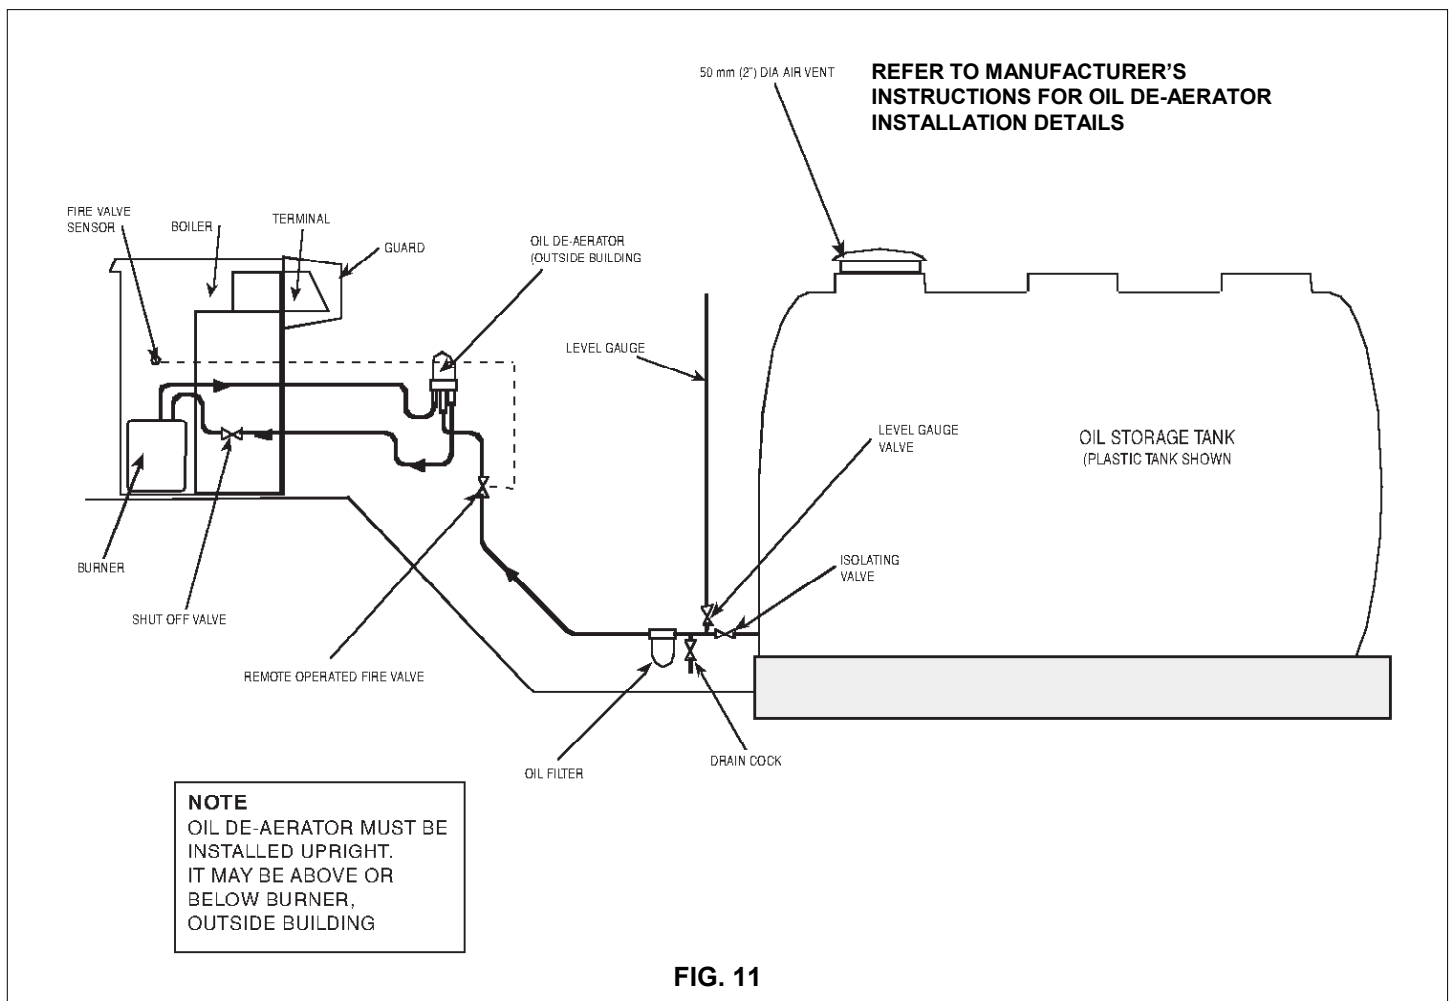 50 mm (2") DIA AIR VENT
REFER TO MANUFACTURER'S
INSTRUCTIONS FOR OIL DE-AERATOR
INSTALLATION DETAILS
FIRE VALVE
SENSOR
BOILER
TERMINAL
GUARD
OIL DE-AERATOR
(OUTSIDE BUILDING
LEVEL GAUGE
LEVEL GAUGE
VALVE
OIL STORAGE TANK
(PLASTIC TANK SHOWN
ISOLATING
VALVE
BURNER
SHUT OFF VALVE
REMOTE OPERATED FIRE VALVE
OIL FILTER
DRAIN COCK
NOTE
OIL DE-AERATOR MUST BE
INSTALLED UPRIGHT.
IT MAY BE ABOVE OR
BELOW BURNER,
OUTSIDE BUILDING
FIG. 11